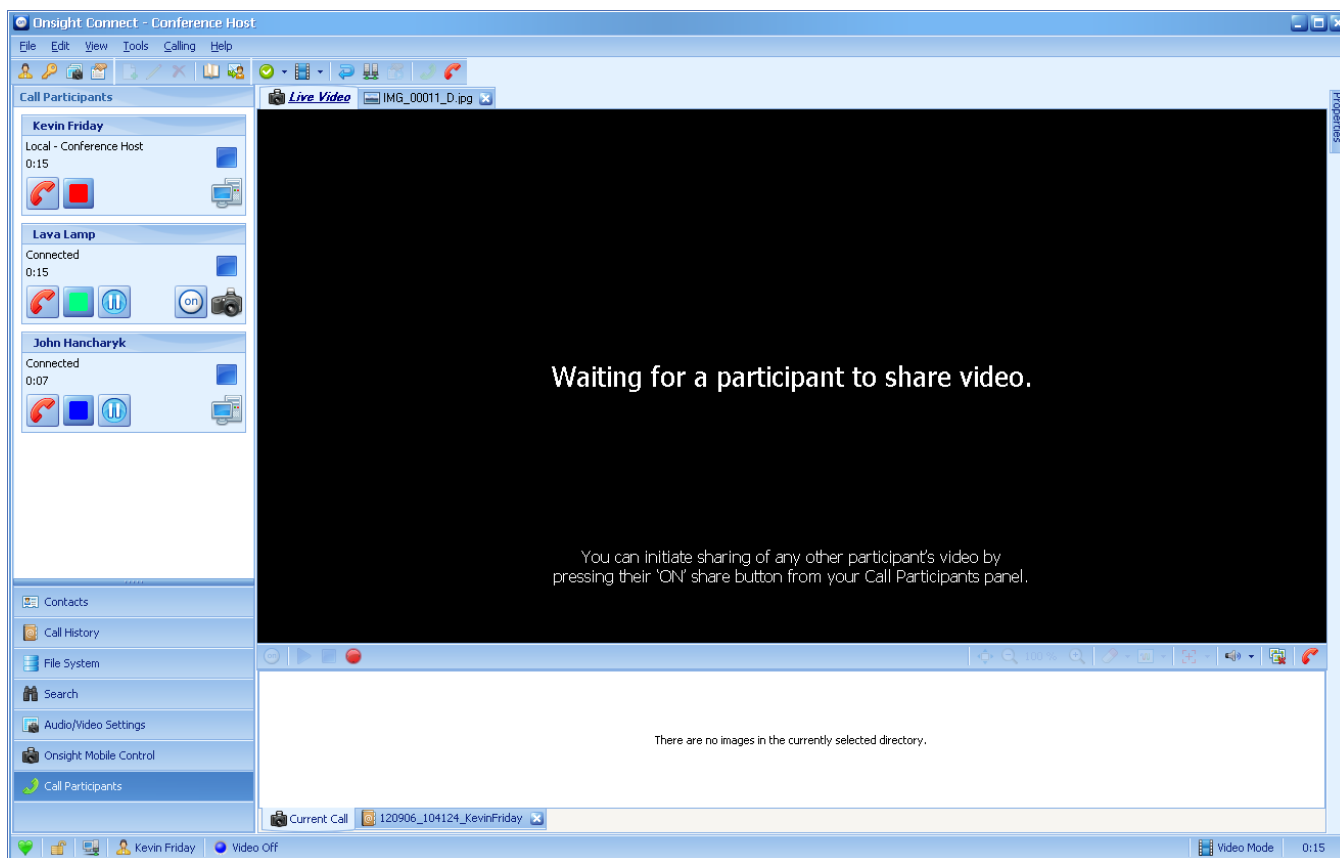 Onsight Connect - Conference Host
File Edit View Tools Calling Help
Call Participants
Live Video IMG_00011_D.jpg
Properties
Kevin Friday
Local - Conference Host
0:15
Lava Lamp
Connected
0:15
on
John Hancharyk
Connected
0:07
Waiting for a participant to share video.
You can initiate sharing of any other participant's video by
pressing their 'ON' share button from your Call Participants panel.
Contacts
Call History
File System
Search
Audio/Video Settings
Onsight Mobile Control
Call Participants
on
100 %
There are no images in the currently selected directory.
Current Call 120906_104124_KevinFriday
Kevin Friday Video Off Video Mode 0:15